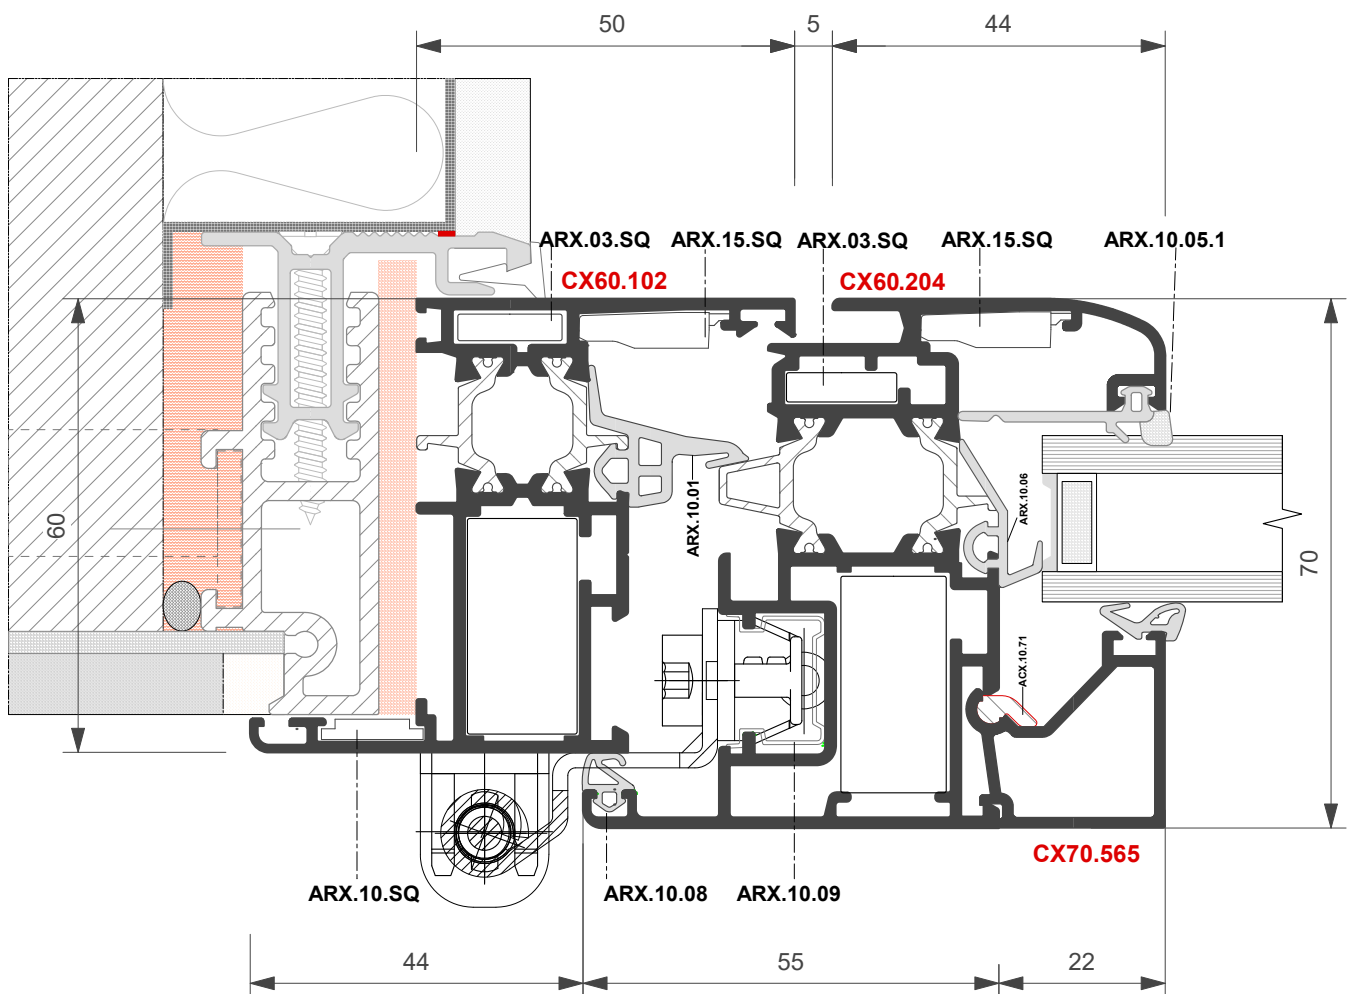 50 5 44
ARX.03.SQ ARX.15.SQ ARX.03.SQ ARX.15.SQ ARX.10.05.1
CX60.102 CX60.204
60
ARX.10.01
ARX.10.06
70
ACX.10.71
CX70.565
ARX.10.SQ ARX.10.08 ARX.10.09
44 55 22